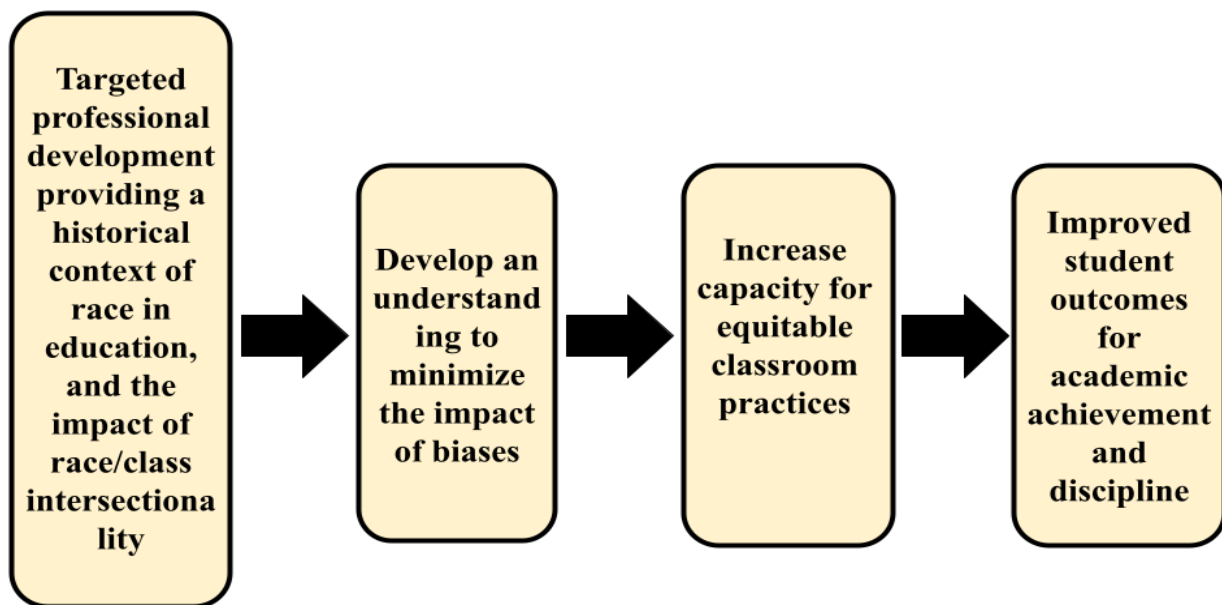 Targeted
professional
development
providing a
historical
context of
race in
education,
and the
impact of
race/class
intersectiona
lity
Develop an
understand
ing to
minimize
the impact
of biases
Increase
capacity for
equitable
classroom
practices
Improved
student
outcomes
for
academic
achievement
and
discipline